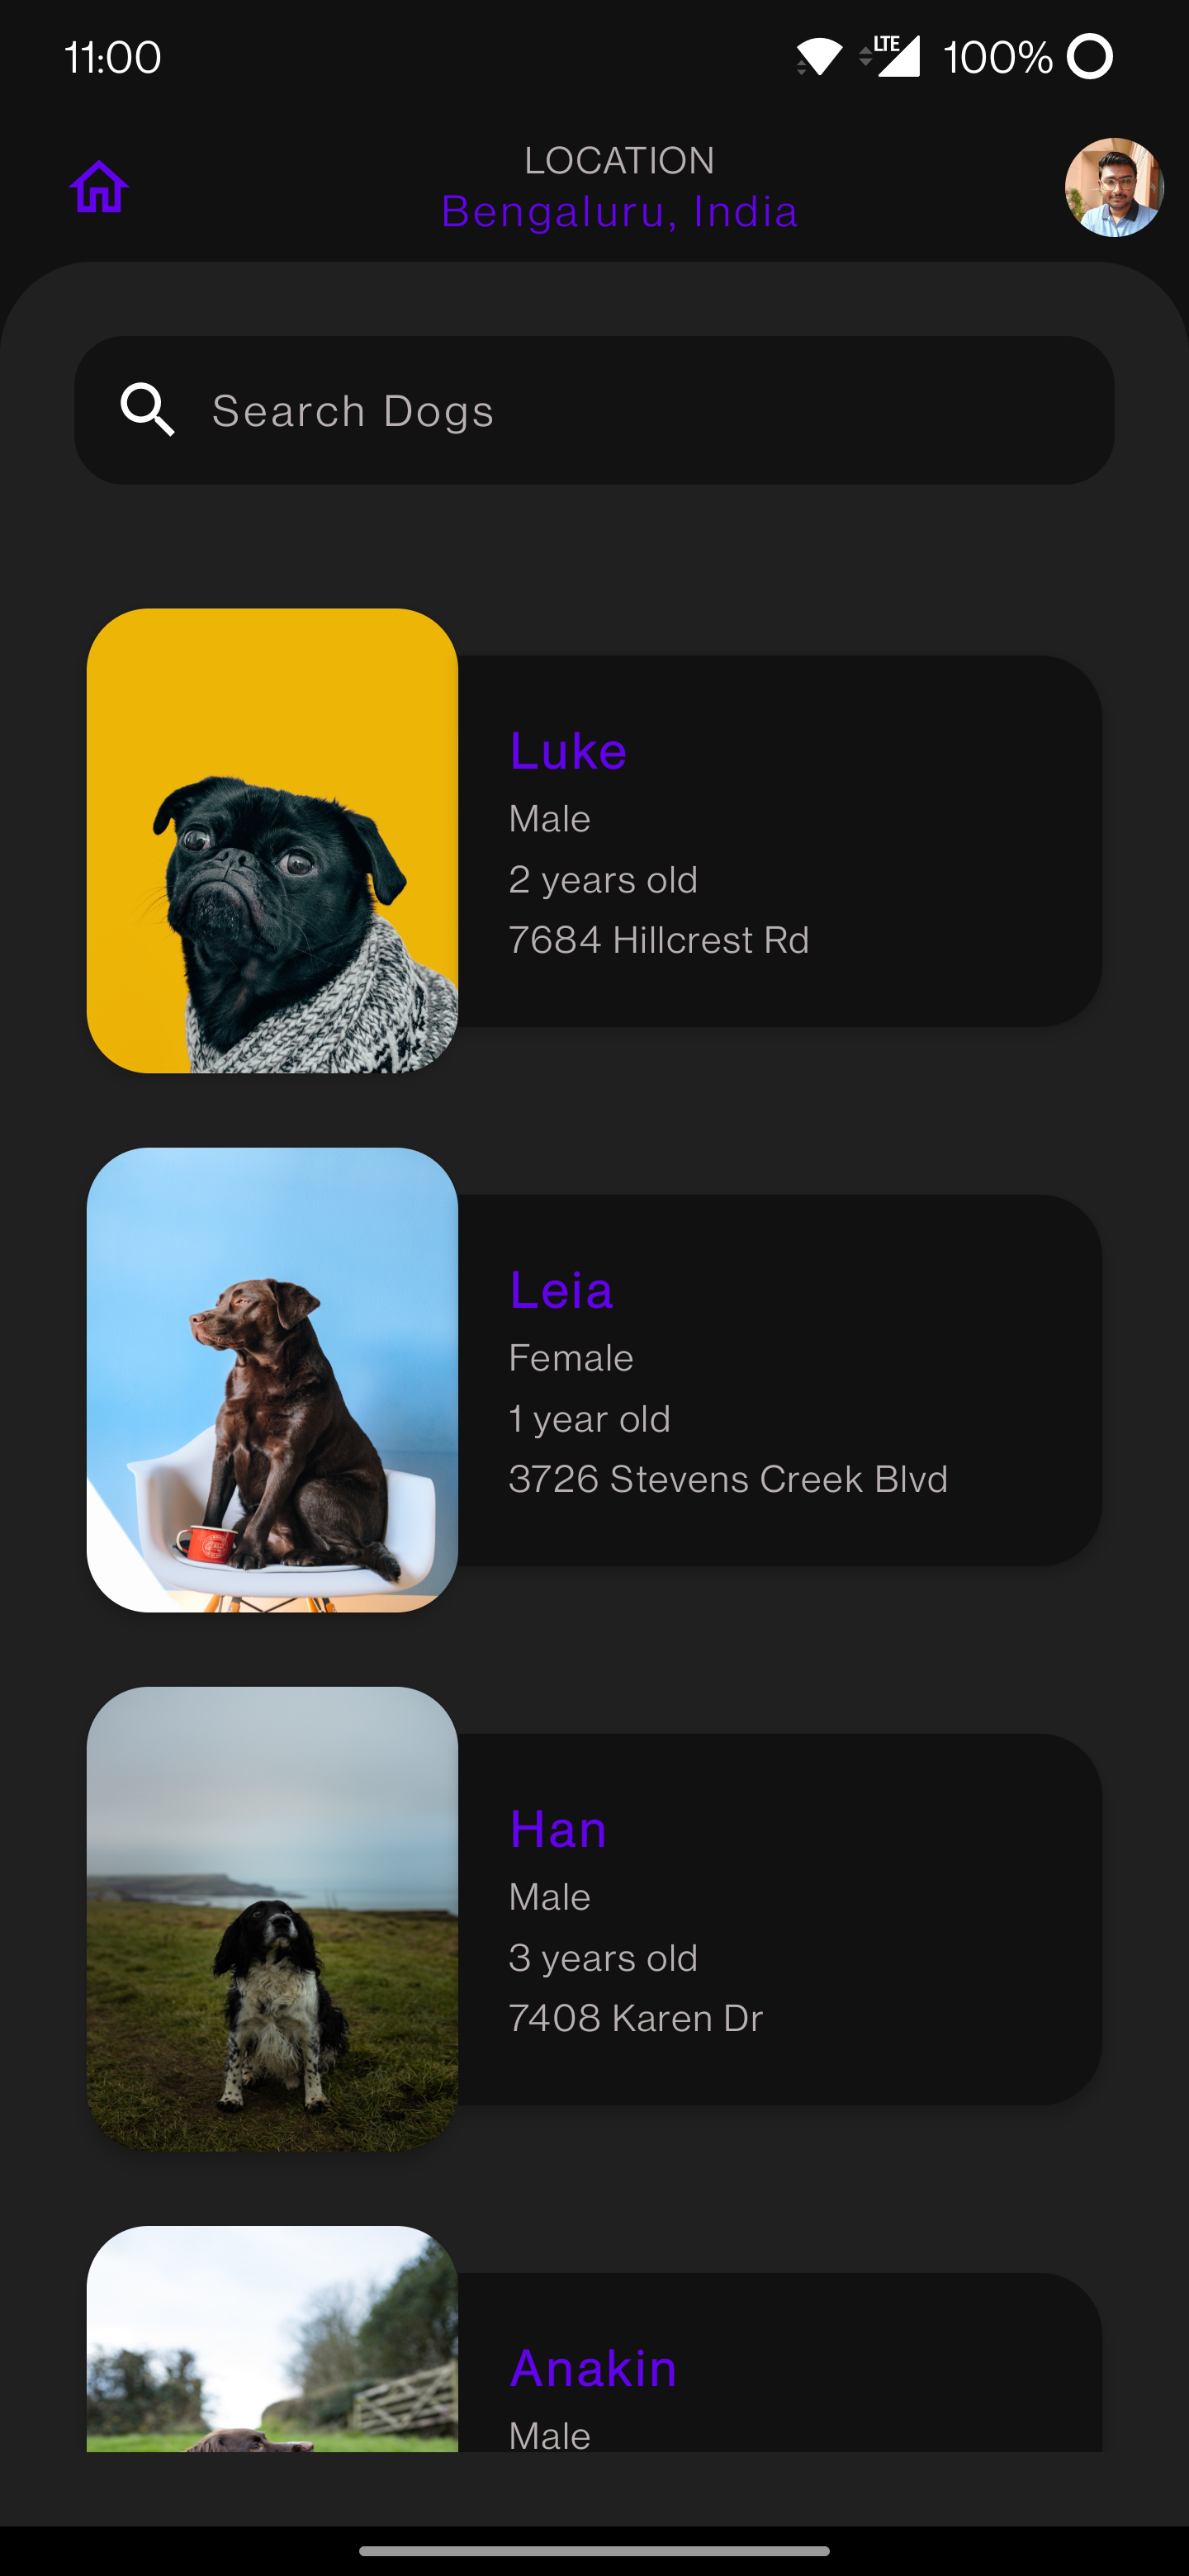 11:00
LTE
100%
LOCATION
Bengaluru, India
Search Dogs
Luke
Male
2 years old
7684 Hillcrest Rd
Leia
Female
1 year old
3726 Stevens Creek Blvd
Han
Male
3 years old
7408 Karen Dr
Anakin
Male